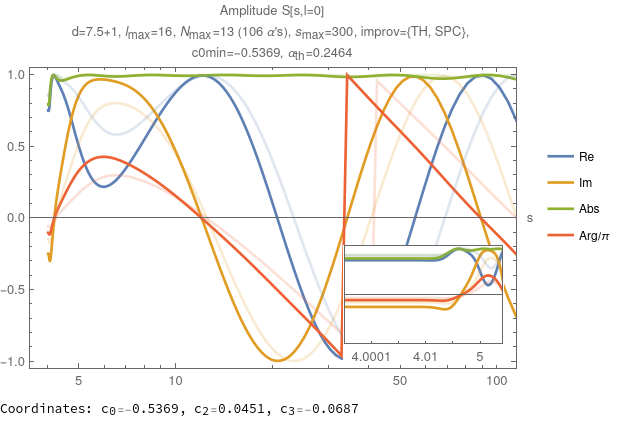 Amplitude S[s,l=0]
d=7.5+1, lmax=16, Nmax=13 (106 α's), smax=300, improv={TH, SPC},
c0min=−0.5369, αth=0.2464
1.0
0.5
0.0
−0.5
−1.0
5
10
50
100
s
4.0001
4.01
5
Re
Im
Abs
Arg/π
Coordinates: c0=−0.5369, c2=0.0451, c3=−0.0687